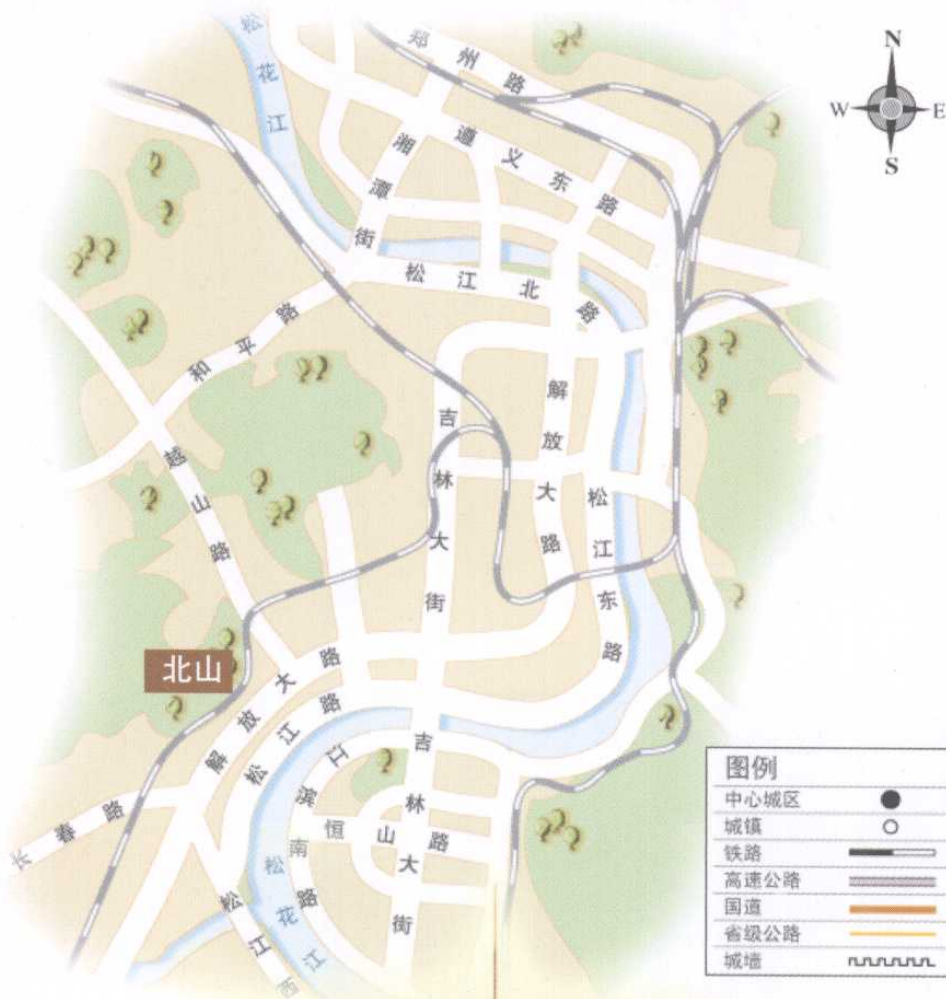 松花江
郑州路
N
W
E
S
遵义东路
湘潭街
松江北路
和平路
解放大路
吉林大街
越山路
松江东路
北山
解放大路
松江路
吉林大街
江滨南路
恒山路
长春路
松花江
松江西
图例
中心城区
城镇
铁路
高速公路
国道
省级公路
城墙